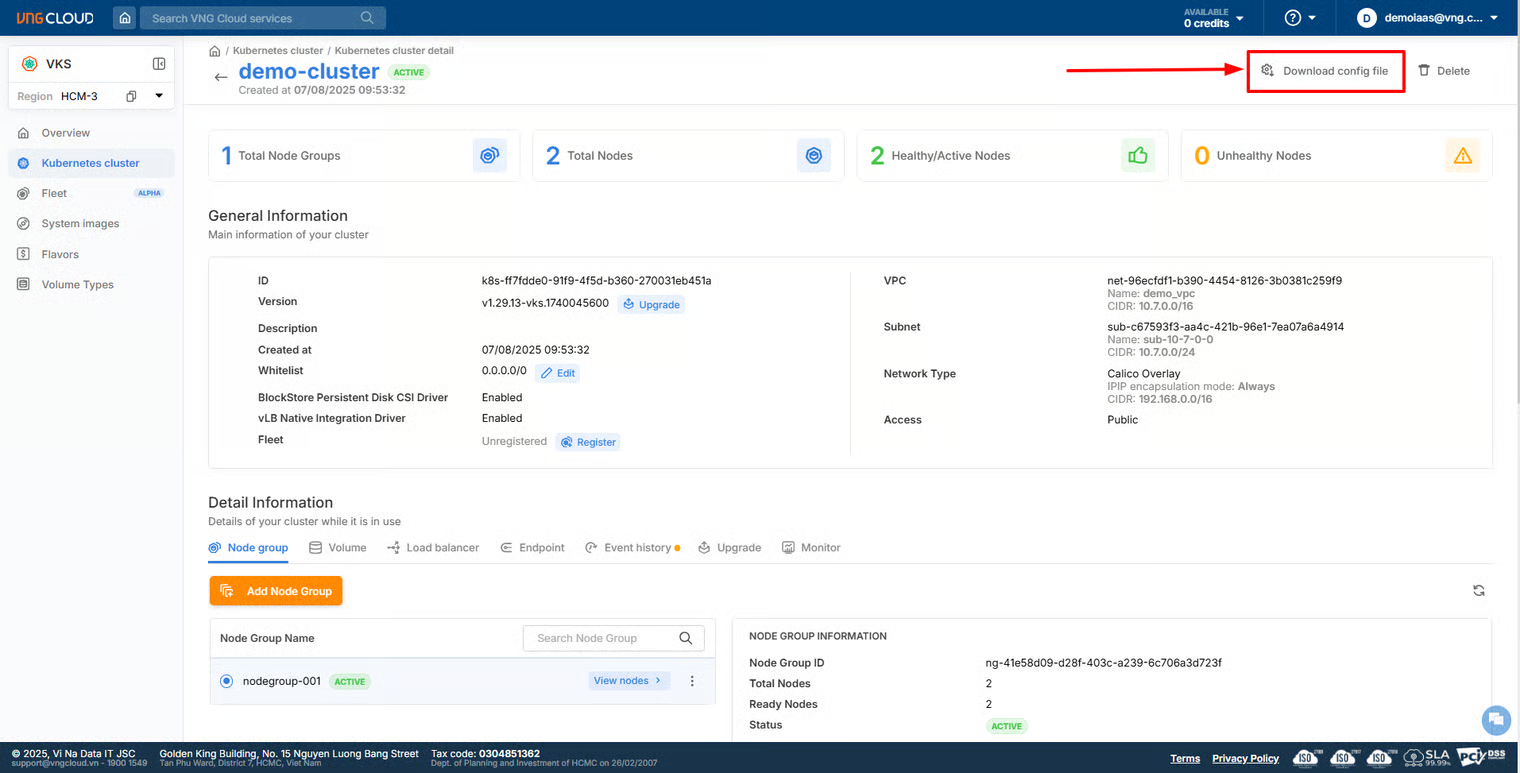 VNGCLOUD
Search VNG Cloud services
AVAILABLE
0 credits
D
demoiaas@vng.c...
VKS
Region HCM-3
Overview
Kubernetes cluster
Fleet ALPHA
System images
Flavors
Volume Types
/ Kubernetes cluster / Kubernetes cluster detail
demo-cluster ACTIVE
Created at 07/08/2025 09:53:32
Download config file
Delete
1 Total Node Groups
2 Total Nodes
2 Healthy/Active Nodes
0 Unhealthy Nodes
General Information
Main information of your cluster
ID k8s-ff7fdde0-91f9-4f5d-b360-270031eb451a
Version v1.29.13-vks.1740045600 Upgrade
Description
Created at 07/08/2025 09:53:32
Whitelist 0.0.0.0/0 Edit
BlockStore Persistent Disk CSI Driver Enabled
vLB Native Integration Driver Enabled
Fleet Unregistered Register
VPC net-96ecfdf1-b390-4454-8126-3b0381c259f9
Name: demo_vpc
CIDR: 10.7.0.0/16
Subnet sub-c67593f3-aa4c-421b-96e1-7ea07a6a4914
Name: sub-10-7-0-0
CIDR: 10.7.0.0/24
Network Type Calico Overlay
IPIP encapsulation mode: Always
CIDR: 192.168.0.0/16
Access Public
Detail Information
Details of your cluster while it is in use
Node group Volume Load balancer Endpoint Event history Upgrade Monitor
Add Node Group
Node Group Name Search Node Group
nodegroup-001 ACTIVE View nodes >
NODE GROUP INFORMATION
Node Group ID ng-41e58d09-d28f-403c-a239-6c706a3d723f
Total Nodes 2
Ready Nodes 2
Status ACTIVE
© 2025, Vi Na Data IT JSC
support@vngcloud.vn - 1900 1549
Golden King Building, No. 15 Nguyen Luong Bang Street
Tan Phu Ward, District 7, HCMC, Viet Nam
Tax code: 0304851362
Dept. of Planning and Investment of HCMC on 26/02/2007
Terms Privacy Policy ISO ISO ISO SLA 99.99% PCI DSS